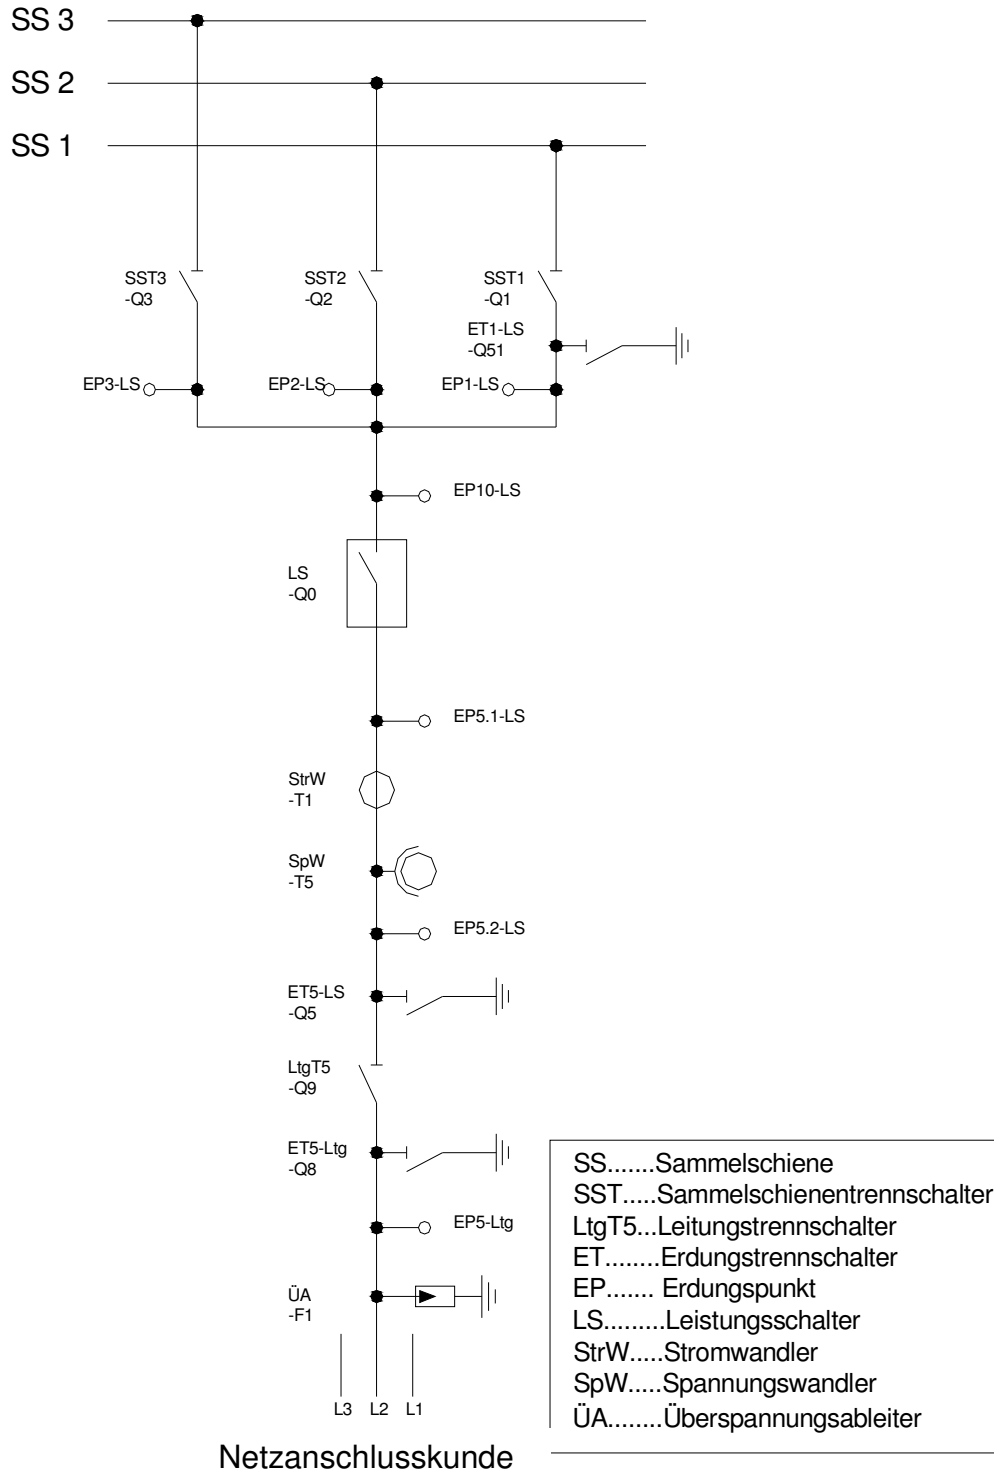 SS 3
SS 2
SS 1
SST3
-Q3
SST2
-Q2
SST1
-Q1
ET1-LS
-Q51
EP3-LS
EP2-LS
EP1-LS
EP10-LS
LS
-Q0
EP5.1-LS
StrW
-T1
SpW
-T5
EP5.2-LS
ET5-LS
-Q5
LtgT5
-Q9
ET5-Ltg
-Q8
EP5-Ltg
ÜA
-F1
L3 L2 L1
Netzanschlusskunde
SS.......Sammelschiene
SST.....Sammelschienentrennschalter
LtgT5...Leitungstrennschalter
ET........Erdungstrennschalter
EP....... Erdungspunkt
LS.........Leistungsschalter
StrW.....Stromwandler
SpW.....Spannungswandler
ÜA........Überspannungsableiter